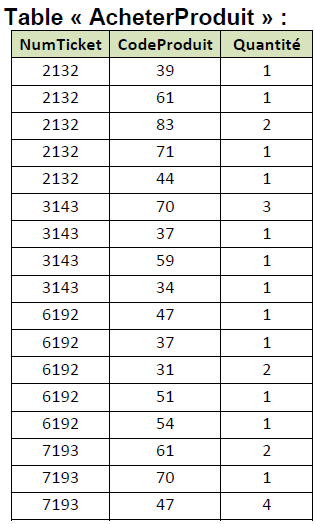 Table « AcheterProduit » :
NumTicket CodeProduit Quantité
2132 39 1
2132 61 1
2132 83 2
2132 71 1
2132 44 1
3143 70 3
3143 37 1
3143 59 1
3143 34 1
6192 47 1
6192 37 1
6192 31 2
6192 51 1
6192 54 1
7193 61 2
7193 70 1
7193 47 4